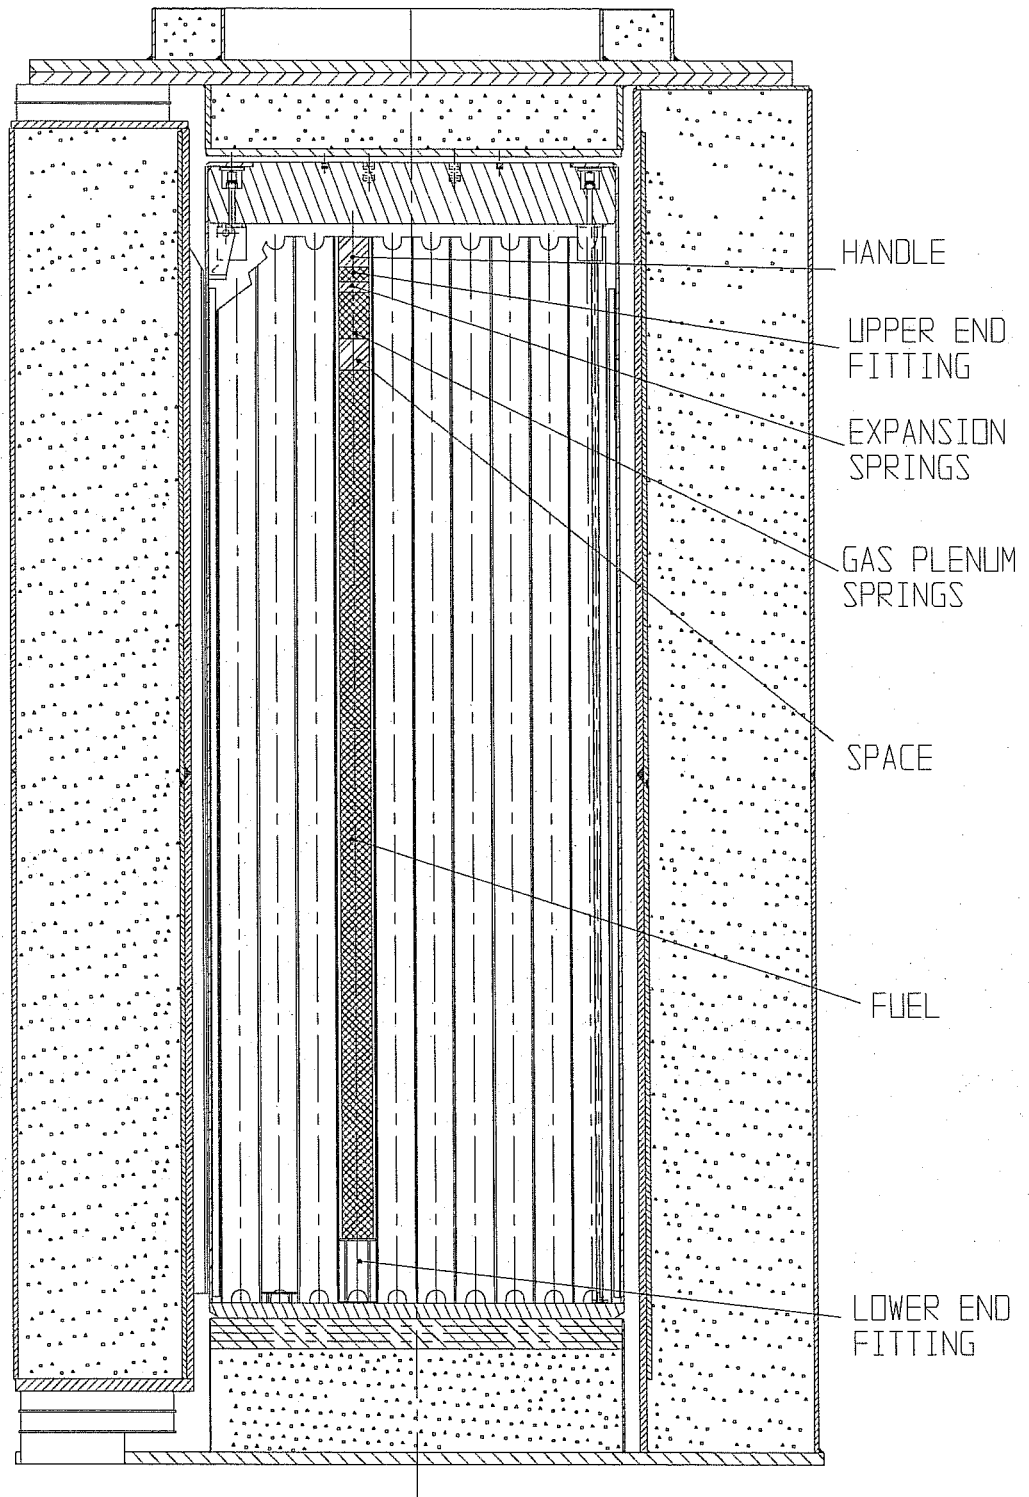 HANDLE
UPPER END
FITTING
EXPANSION
SPRINGS
GAS PLENUM
SPRINGS
SPACE
FUEL
LOWER END
FITTING